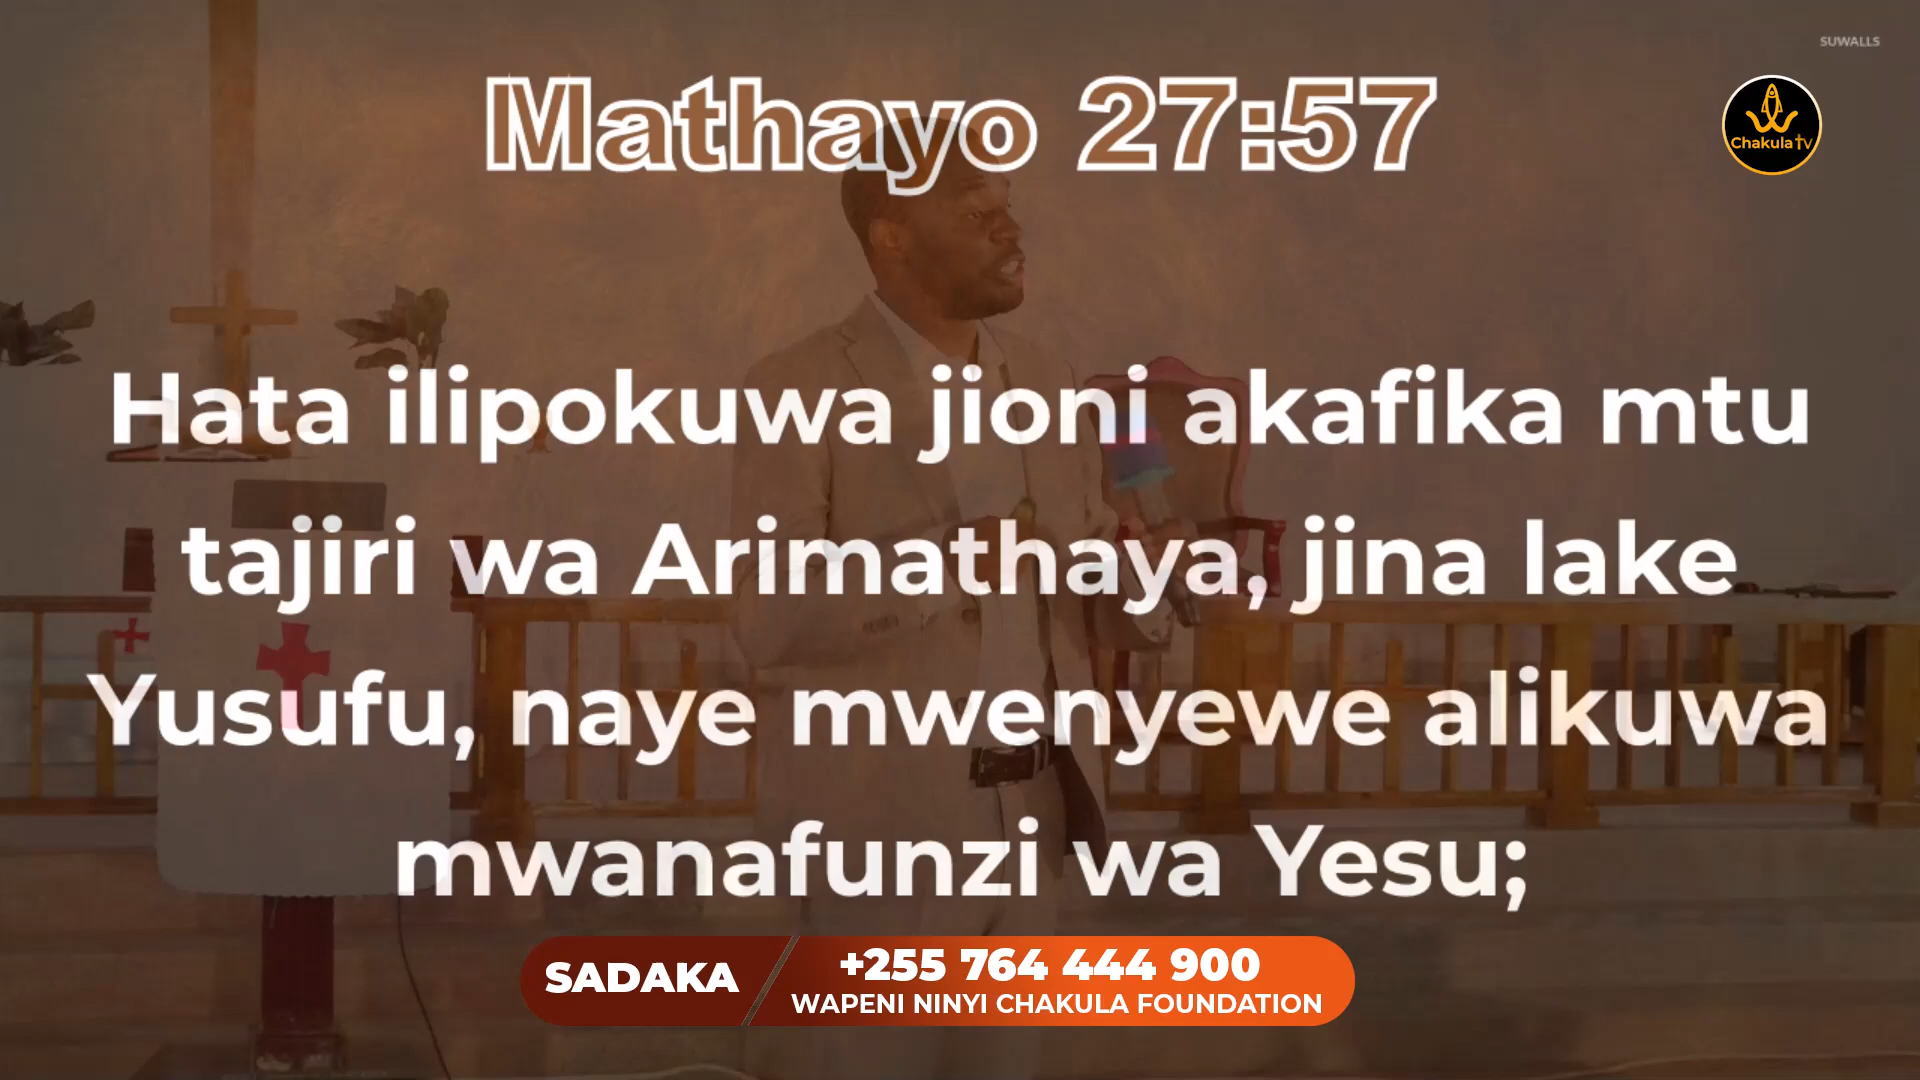 SUWALLS
Mathayo 27:57
Chakula tv
Hata ilipokuwa jioni akafika mtu
tajiri wa Arimathaya, jina lake
Yusufu, naye mwenyewe alikuwa
mwanafunzi wa Yesu;
SADAKA
+255 764 444 900
WAPENI NINYI CHAKULA FOUNDATION